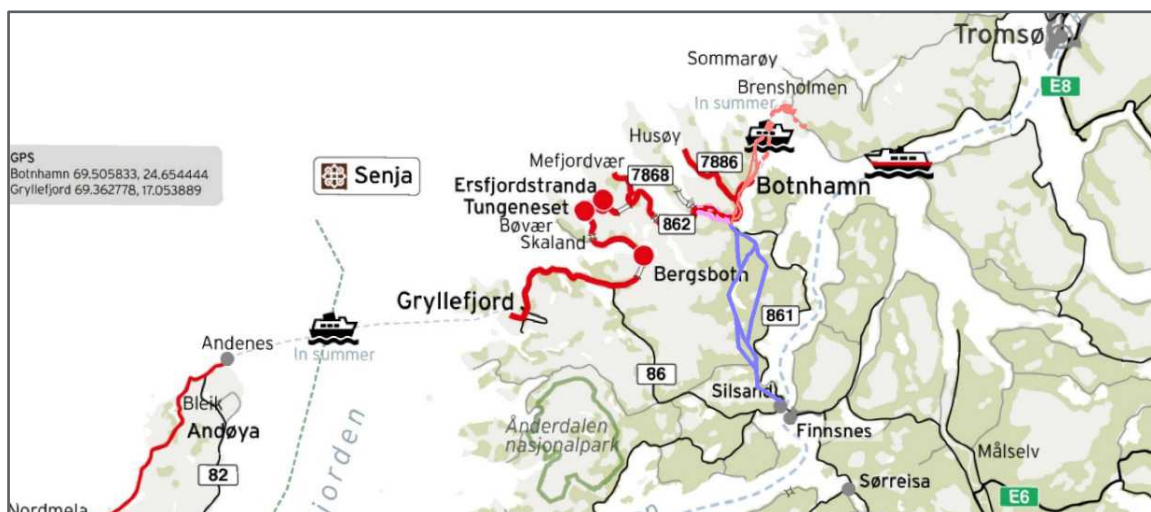 Tromsø
Sommarøy
E8
Brensholmen
In summer
Husøy
GPS
Botnhamn 69.505833, 24.654444
Gryllefjord 69.362778, 17.053889
Senja
Mefjordvær
7886
7868
Ersfjordstranda
Botnhamn
Tungeneset
Bøvær
862
Skaland
Bergsbotn
Gryllefjord
861
Andenes
In summer
86
Silsand
Bleik
Finnsnes
Andøya
Ånderdalen
nasjonalpark
Målselv
82
jorden
Sørreisa
E6
Nordmela